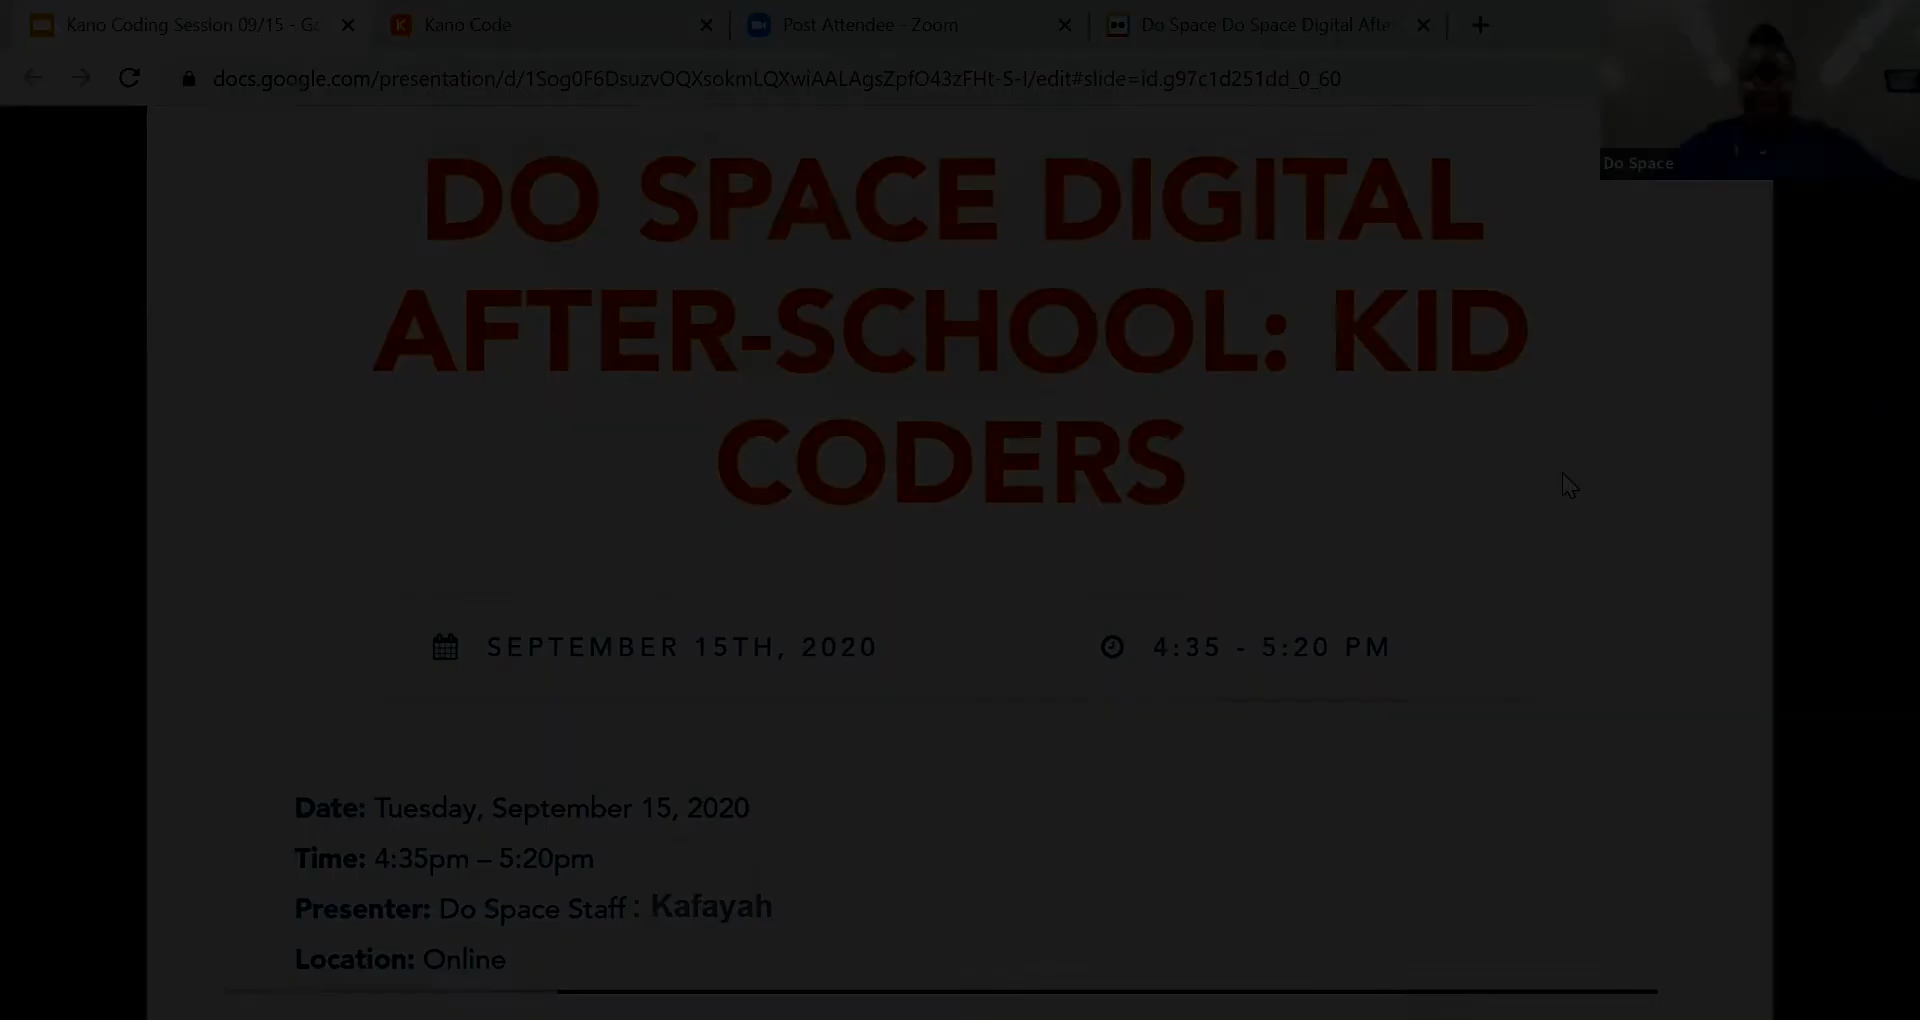 Kano Coding Session 09/15 - Go
Kano Code
Post Attendee - Zoom
Do Space Do Space Digital Afte
docs.google.com/presentation/d/1Sog0F6DsuzvOQXsokmLQXwiAALAgsZpfO43zFHt-S-I/edit#slide=id.g97c1d251dd_0_60
Do Space
DO SPACE DIGITAL
AFTER-SCHOOL: KID
CODERS
SEPTEMBER 15TH, 2020
4:35 - 5:20 PM
Date: Tuesday, September 15, 2020
Time: 4:35pm – 5:20pm
Presenter: Do Space Staff : Kafayah
Location: Online